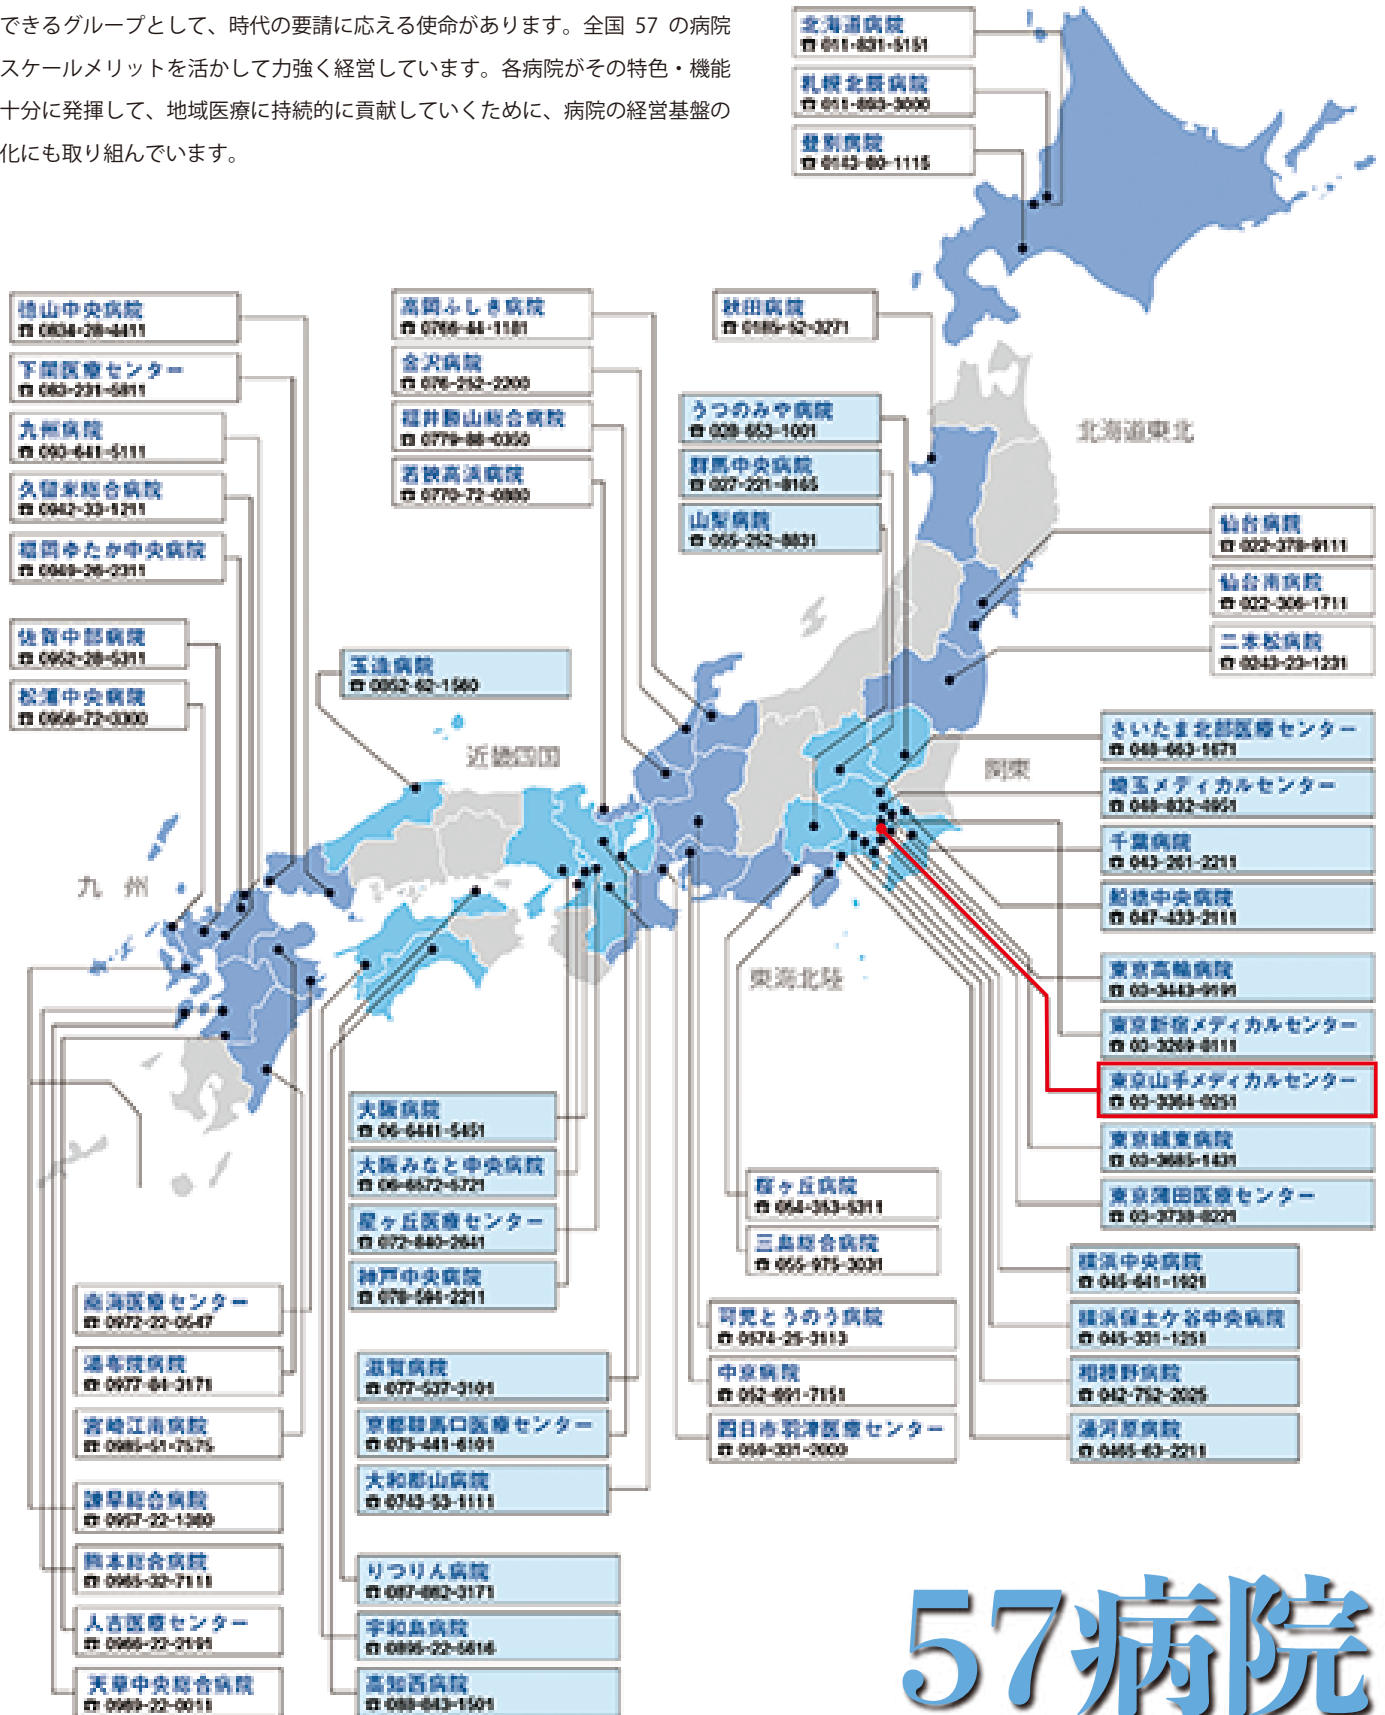 できるグループとして、時代の要請に応える使命があります。全国 57 の病院
スケールメリットを活かして力強く経営しています。各病院がその特色・機能
十分に発揮して、地域医療に持続的に貢献していくために、病院の経営基盤の
化にも取り組んでいます。
北海道病院
☎ 011-831-5151
札幌北辰病院
☎ 011-893-3000
登別病院
☎ 0143-80-1115
徳山中央病院
☎ 0834-28-4411
下関医療センター
☎ 083-231-5811
九州病院
☎ 093-641-5111
久留米総合病院
☎ 0942-33-1211
福岡ゆたか中央病院
☎ 0949-26-2311
佐賀中部病院
☎ 0952-28-5311
松浦中央病院
☎ 0956-72-3300
高岡ふしき病院
☎ 0766-44-1181
金沢病院
☎ 076-252-2200
福井勝山総合病院
☎ 0779-88-0350
若狭高浜病院
☎ 0770-72-0880
秋田病院
☎ 0185-52-3271
うつのみや病院
☎ 028-653-1001
群馬中央病院
☎ 027-221-8165
山梨病院
☎ 055-252-8831
北海道東北
仙台病院
☎ 022-378-9111
仙台南病院
☎ 022-306-1711
二本松病院
☎ 0243-23-1231
玉造病院
☎ 0852-62-1560
近畿四国
関東
九 州
東海北陸
さいたま北部医療センター
☎ 048-663-1671
埼玉メディカルセンター
☎ 048-832-4951
千葉病院
☎ 043-261-2211
船橋中央病院
☎ 047-433-2111
東京高輪病院
☎ 03-3443-9191
東京新宿メディカルセンター
☎ 03-3269-8111
東京山手メディカルセンター
☎ 03-3364-0251
東京城東病院
☎ 03-3685-1431
東京蒲田医療センター
☎ 03-3738-8221
横浜中央病院
☎ 045-641-1921
横浜保土ケ谷中央病院
☎ 045-331-1251
相模野病院
☎ 042-752-2025
湯河原病院
☎ 0465-63-2211
大阪病院
☎ 06-6441-5451
大阪みなと中央病院
☎ 06-6572-5721
星ヶ丘医療センター
☎ 072-840-2641
神戸中央病院
☎ 078-594-2211
桜ヶ丘病院
☎ 054-353-5311
三島総合病院
☎ 055-975-3031
可児とうのう病院
☎ 0574-25-3113
中京病院
☎ 052-691-7151
四日市羽津医療センター
☎ 059-331-2000
滋賀病院
☎ 077-537-3101
京都鞍馬口医療センター
☎ 075-441-6101
大和郡山病院
☎ 0743-53-1111
りつりん病院
☎ 087-862-3171
宇和島病院
☎ 0895-22-5616
高知西病院
☎ 088-843-1501
南海医療センター
☎ 0972-22-0547
湯布院病院
☎ 0977-84-3171
宮崎江南病院
☎ 0985-51-7575
諫早総合病院
☎ 0957-22-1380
熊本総合病院
☎ 0965-32-7111
人吉医療センター
☎ 0966-22-2191
天草中央総合病院
☎ 0969-22-0011
57病院